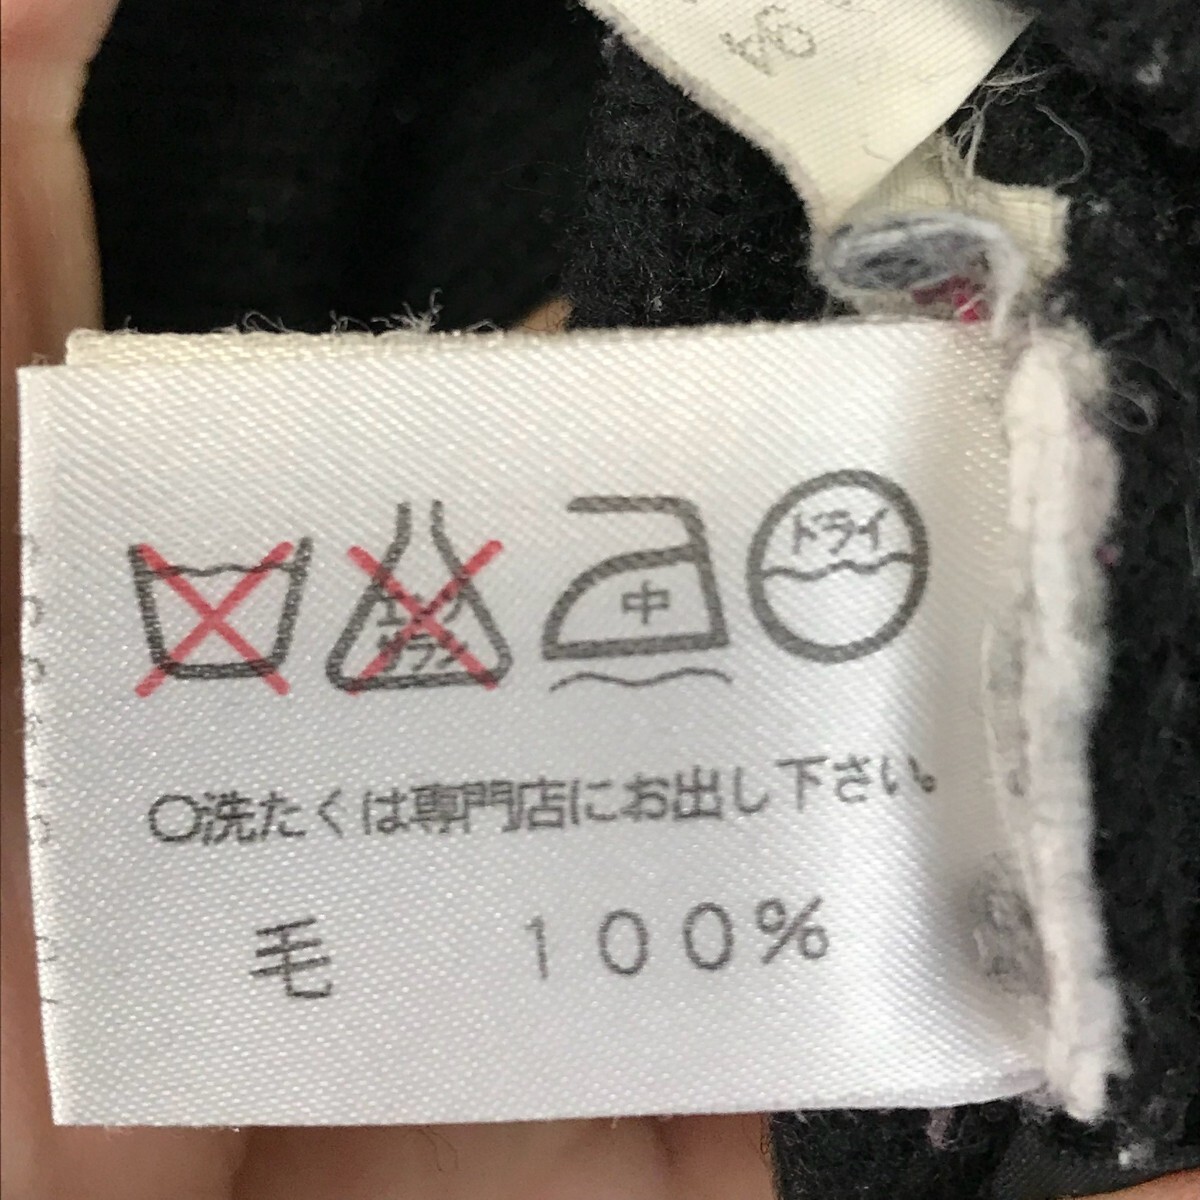 エンソ
サラシ
中
ドライ
○洗たくは専門店にお出し下さい。
毛 100%